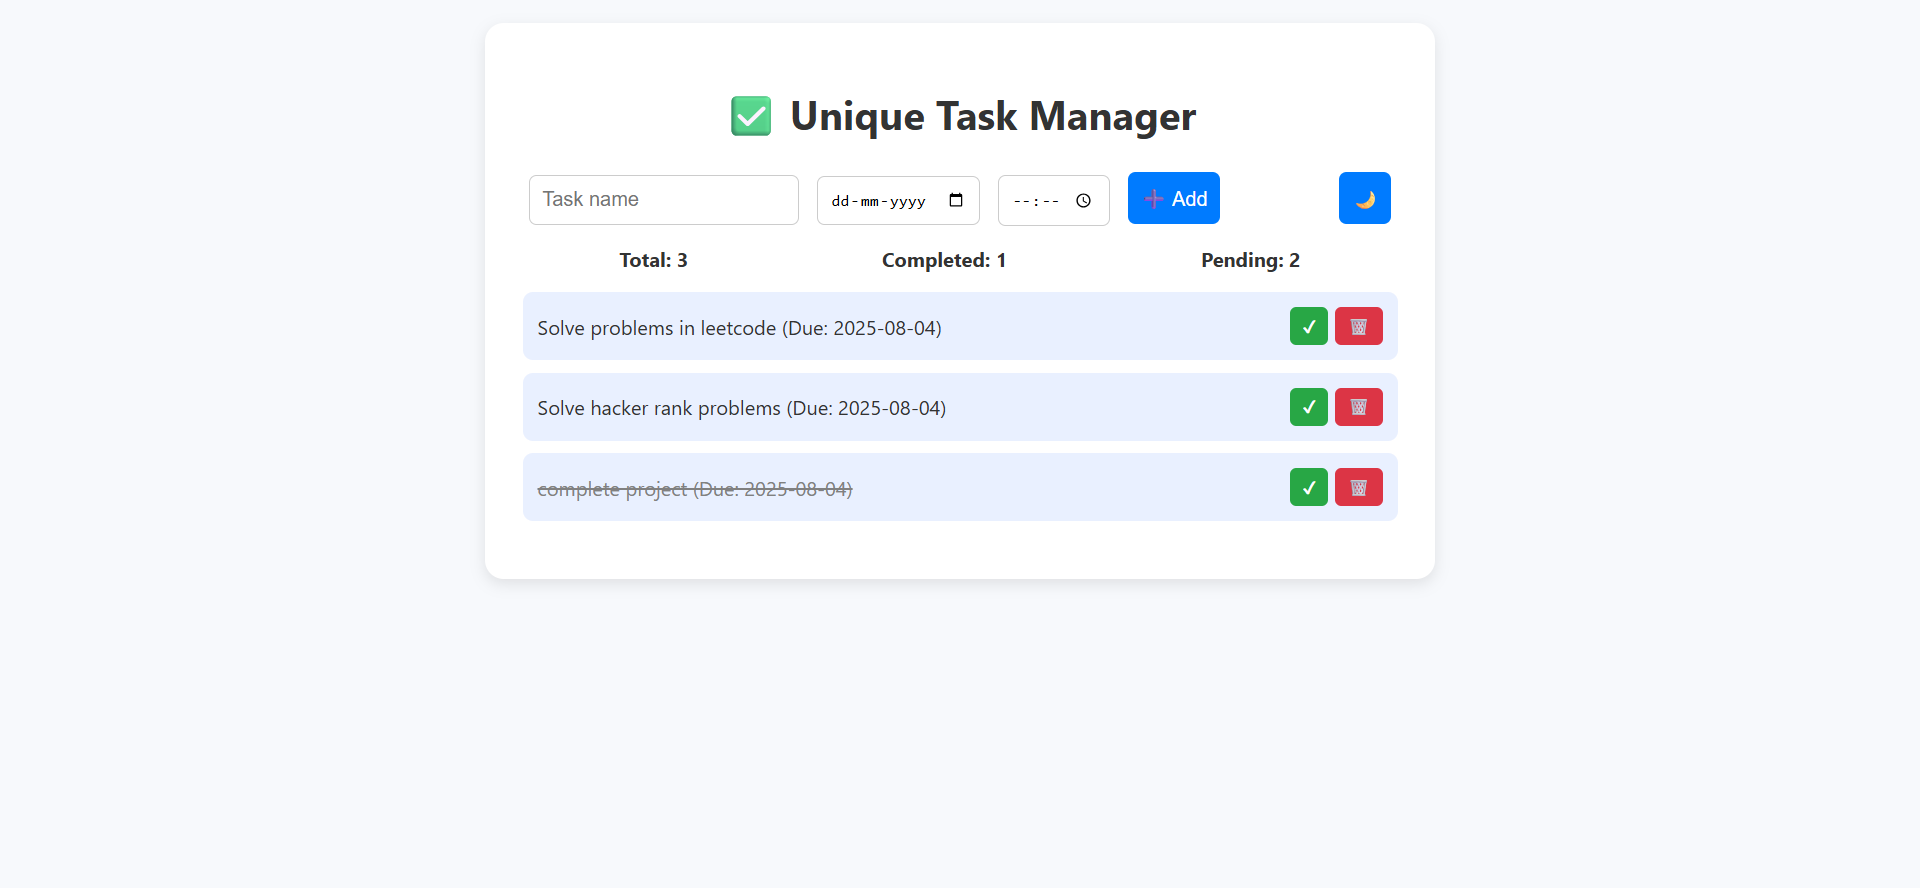 ✅ Unique Task Manager
Task name dd-mm-yyyy --:-- ➕ Add 🌙
Total: 3 Completed: 1 Pending: 2
Solve problems in leetcode (Due: 2025-08-04) ✓ 🗑
Solve hacker rank problems (Due: 2025-08-04) ✓ 🗑
complete project (Due: 2025-08-04) ✓ 🗑